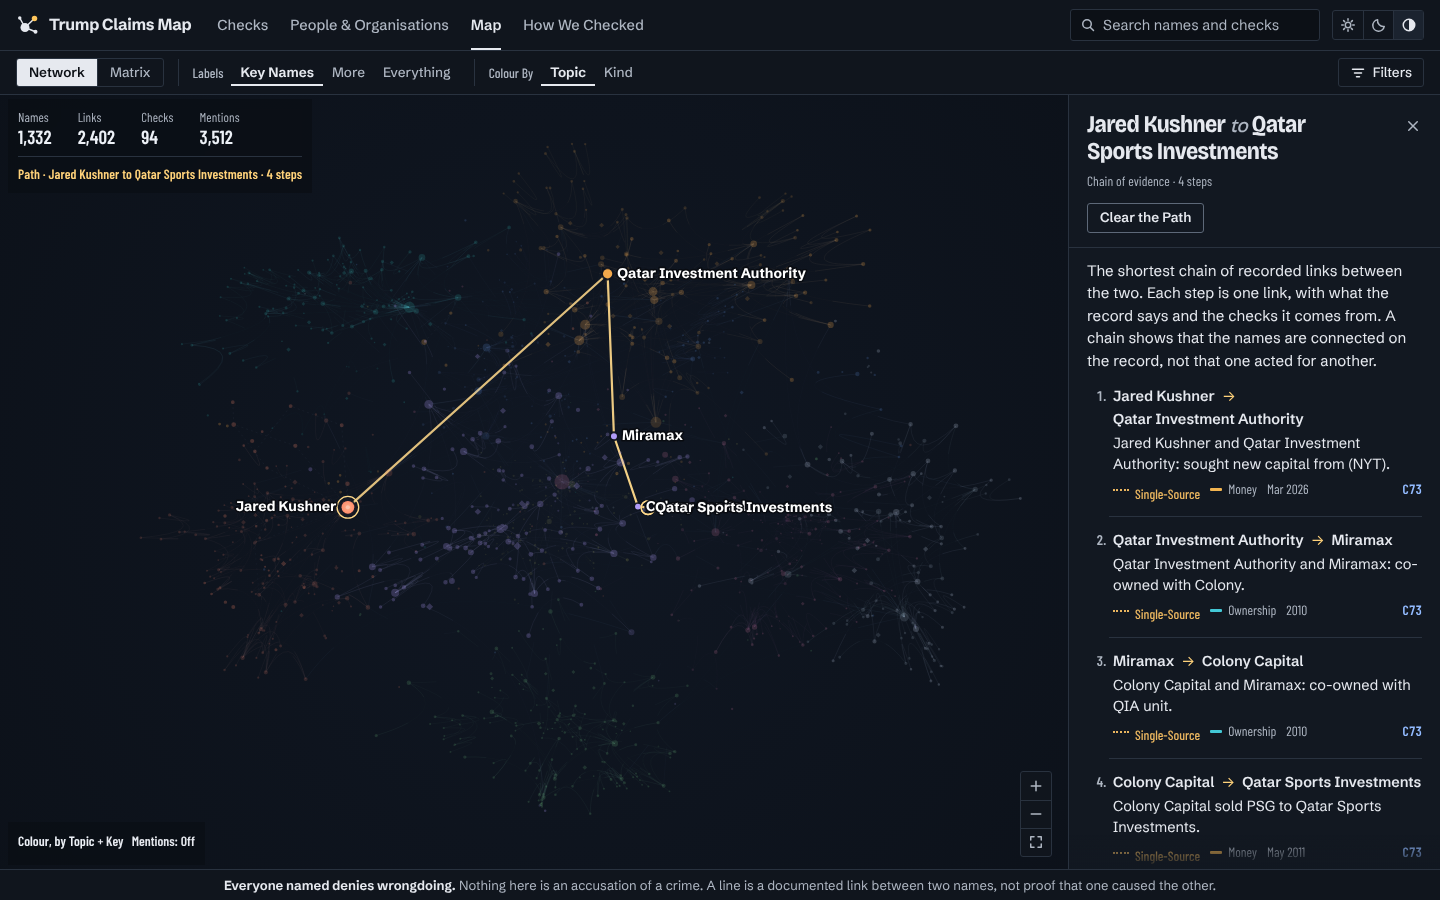 Trump Claims Map
Checks
People & Organisations
Map
How We Checked
Search names and checks
Network
Matrix
Labels
Key Names
More
Everything
Colour By
Topic
Kind
Filters
Names
Links
Checks
Mentions
1,332
2,402
94
3,512
Path · Jared Kushner to Qatar Sports Investments · 4 steps
Qatar Investment Authority
Miramax
Jared Kushner
Qatar Sports Investments
Colour, by Topic + Key
Mentions: Off
Jared Kushner to Qatar
Sports Investments
Chain of evidence · 4 steps
Clear the Path
The shortest chain of recorded links between
the two. Each step is one link, with what the
record says and the checks it comes from. A
chain shows that the names are connected on
the record, not that one acted for another.
1. Jared Kushner →
Qatar Investment Authority
Jared Kushner and Qatar Investment
Authority: sought new capital from (NYT).
Single-Source Money Mar 2026 C73
2. Qatar Investment Authority → Miramax
Qatar Investment Authority and Miramax: co-
owned with Colony.
Single-Source Ownership 2010 C73
3. Miramax → Colony Capital
Colony Capital and Miramax: co-owned with
QIA unit.
Single-Source Ownership 2010 C73
4. Colony Capital → Qatar Sports Investments
Colony Capital sold PSG to Qatar Sports
Investments.
Single-Source Money May 2011 C73
Everyone named denies wrongdoing. Nothing here is an accusation of a crime. A line is a documented link between two names, not proof that one caused the other.